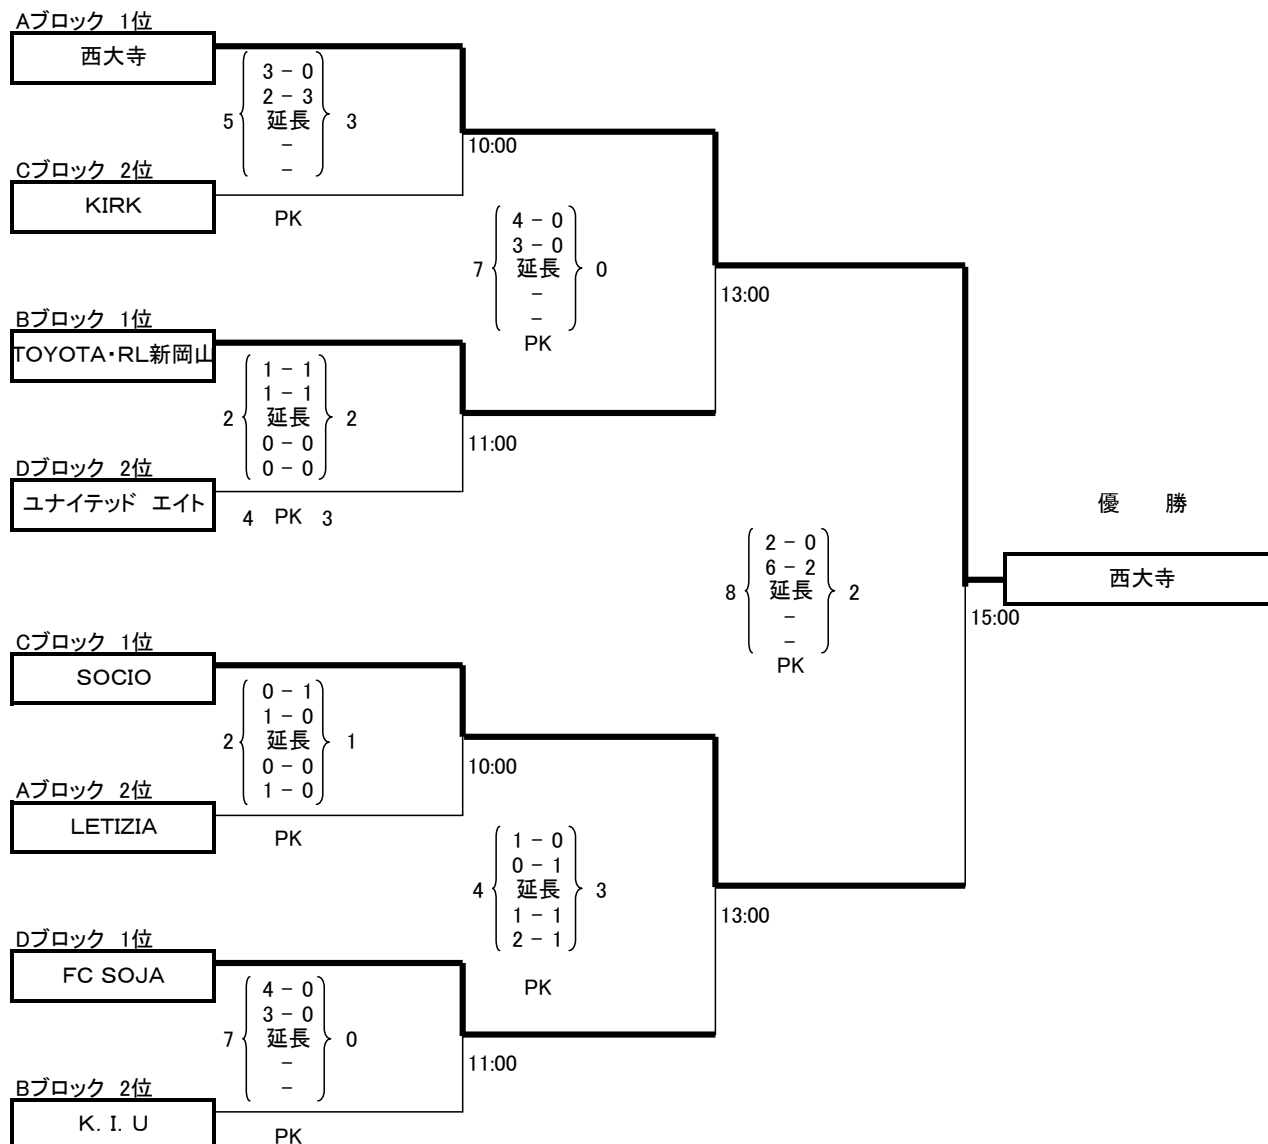 Aブロック 1位
西大寺
3 - 0
2 - 3
5 延長 3
-
-
10:00
Cブロック 2位
KIRK
PK
4 - 0
3 - 0
7 延長 0
-
-
PK
13:00
Bブロック 1位
TOYOTA・RL新岡山
1 - 1
1 - 1
2 延長 2
0 - 0
0 - 0
11:00
Dブロック 2位
ユナイテッド エイト
4 PK 3
優 勝
西大寺
2 - 0
6 - 2
8 延長 2
-
-
PK
15:00
Cブロック 1位
SOCIO
0 - 1
1 - 0
2 延長 1
0 - 0
1 - 0
10:00
Aブロック 2位
LETIZIA
PK
1 - 0
0 - 1
4 延長 3
1 - 1
2 - 1
PK
13:00
Dブロック 1位
FC SOJA
4 - 0
3 - 0
7 延長 0
-
-
11:00
Bブロック 2位
K. I. U
PK